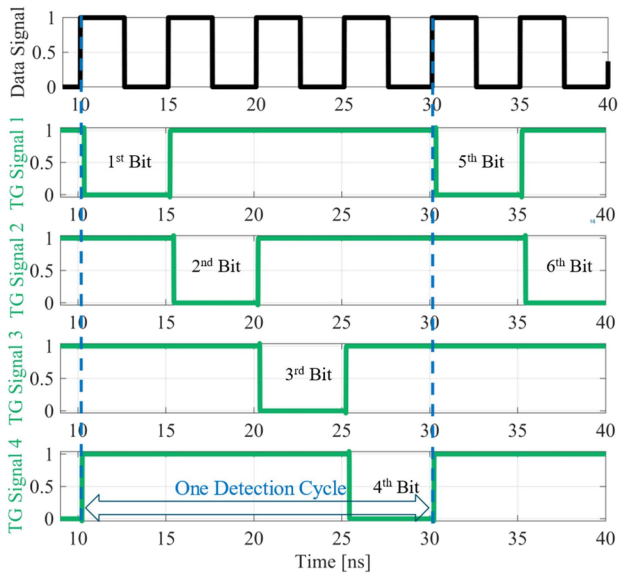 Data Signal
1
0.5
0
10 15 20 25 30 35 40
TG Signal 1
1
0.5
0
1st Bit
5th Bit
10 15 20 25 30 35 40
TG Signal 2
1
0.5
0
2nd Bit
6th Bit
10 15 20 25 30 35 40
TG Signal 3
1
0.5
0
3rd Bit
10 15 20 25 30 35 40
TG Signal 4
1
0.5
0
4th Bit
One Detection Cycle
10 15 20 25 30 35 40
Time [ns]